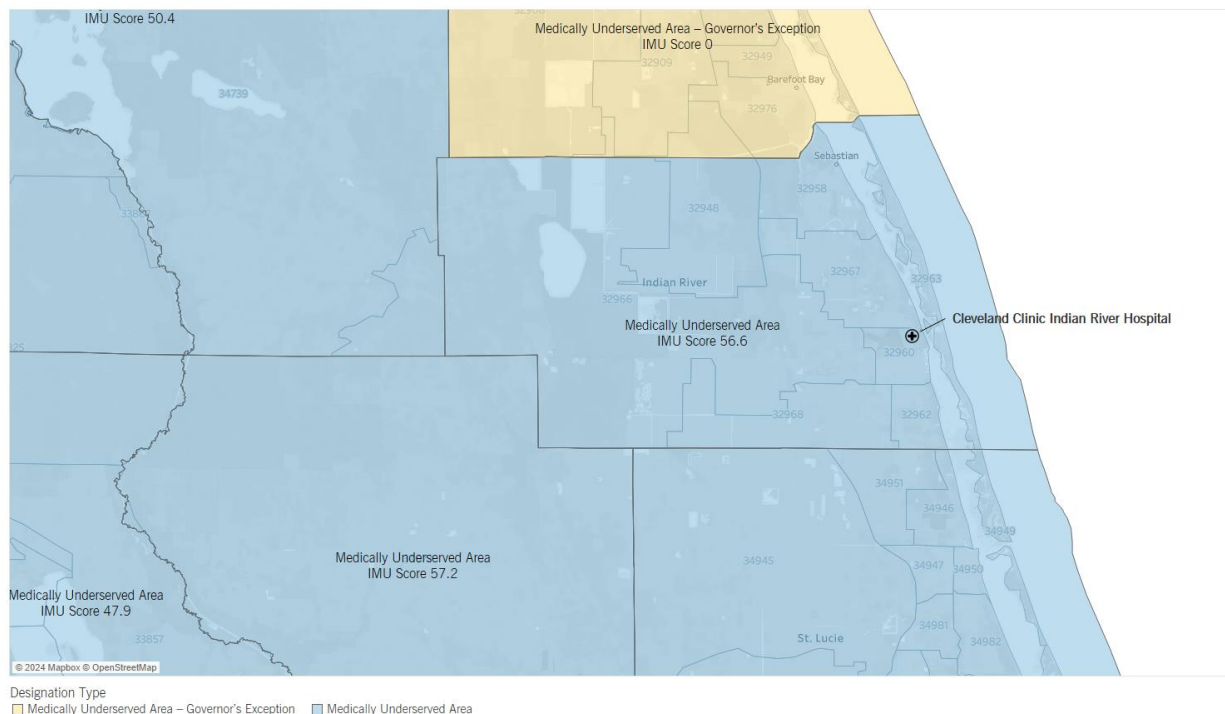 IMU Score 50.4
Medically Underserved Area – Governor's Exception
IMU Score 0
32909
32949
Barefoot Bay
34739
32976
Sebastian
32958
32948
32967
32963
Indian River
32966
Medically Underserved Area
IMU Score 56.6
Cleveland Clinic Indian River Hospital
32960
32968
32962
34951
34946
34949
Medically Underserved Area
IMU Score 57.2
34945
34947
34950
Medically Underserved Area
IMU Score 47.9
33857
34981
St. Lucie
34982
© 2024 Mapbox © OpenStreetMap
Designation Type
Medically Underserved Area – Governor's Exception Medically Underserved Area